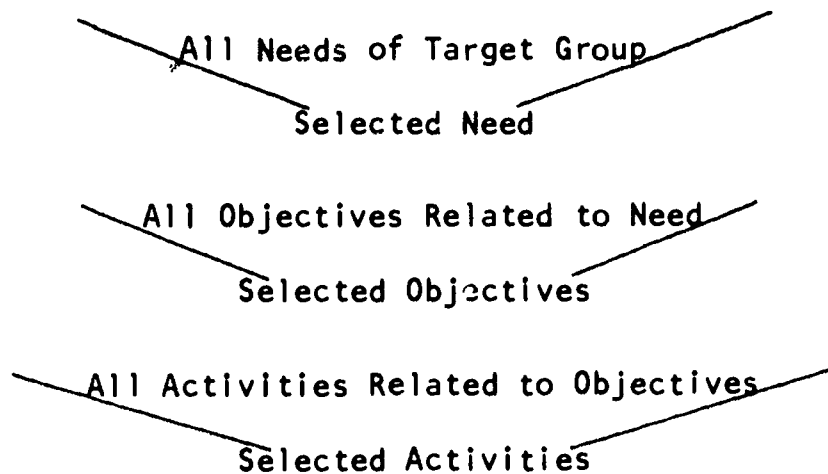 All Needs of Target Group
Selected Need
All Objectives Related to Need
Selected Objectives
All Activities Related to Objectives
Selected Activities